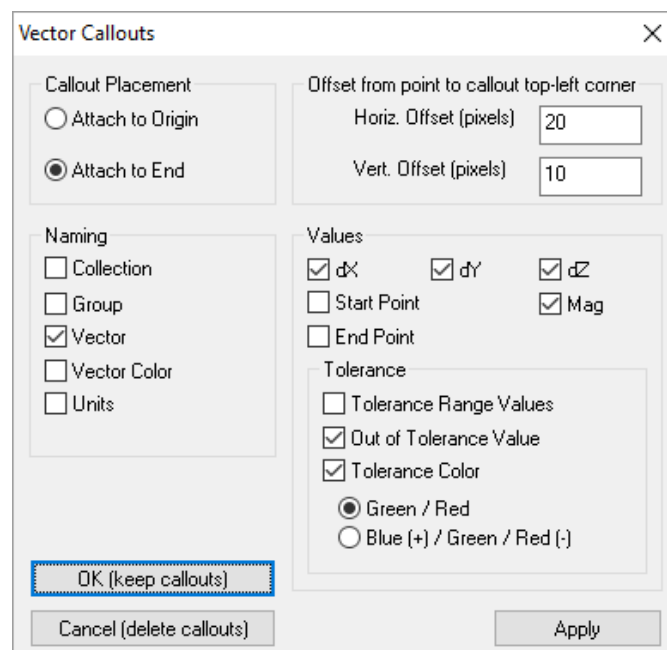 Vector Callouts
Callout Placement
Attach to Origin
Attach to End
Offset from point to callout top-left corner
Horiz. Offset (pixels) 20
Vert. Offset (pixels) 10
Naming
Collection
Group
Vector
Vector Color
Units
Values
dX dY dZ
Start Point Mag
End Point
Tolerance
Tolerance Range Values
Out of Tolerance Value
Tolerance Color
Green / Red
Blue (+) / Green / Red (-)
OK (keep callouts)
Cancel (delete callouts) Apply